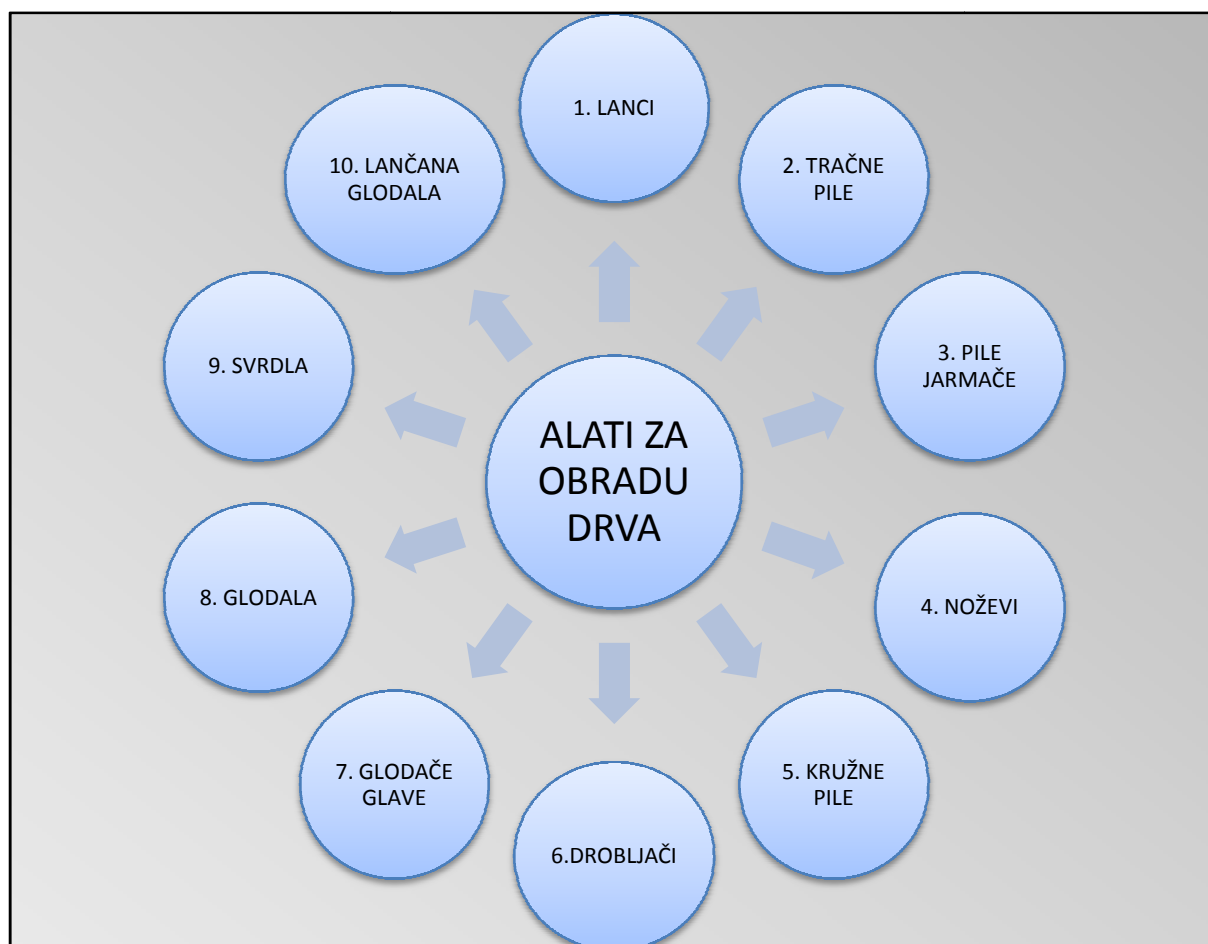 ALATI ZA
OBRADU
DRVA
1. LANCI
2. TRAČNE
PILE
3. PILE
JARMAČE
4. NOŽEVI
5. KRUŽNE
PILE
6.DROBLJAČI
7. GLODAČE
GLAVE
8. GLODALA
9. SVRDLA
10. LANČANA
GLODALA